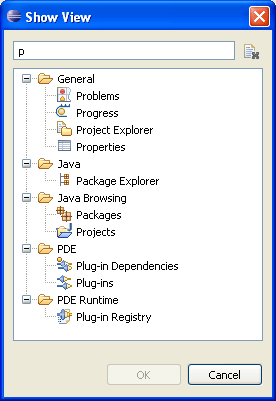 Show View
p
General
Problems
Progress
Project Explorer
Properties
Java
Package Explorer
Java Browsing
Packages
Projects
PDE
Plug-in Dependencies
Plug-ins
PDE Runtime
Plug-in Registry
OK
Cancel